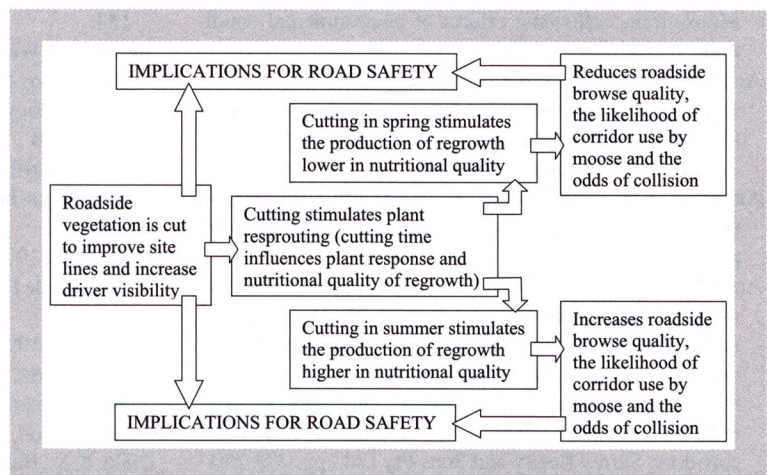 IMPLICATIONS FOR ROAD SAFETY
Reduces roadside
browse quality,
the likelihood of
corridor use by
moose and the
odds of collision
Cutting in spring stimulates
the production of regrowth
lower in nutritional quality
Roadside
vegetation is cut
to improve site
lines and increase
driver visibility
Cutting stimulates plant
resprouting (cutting time
influences plant response and
nutritional quality of regrowth)
Cutting in summer stimulates
the production of regrowth
higher in nutritional quality
Increases roadside
browse quality,
the likelihood of
corridor use by
moose and the
odds of collision
IMPLICATIONS FOR ROAD SAFETY